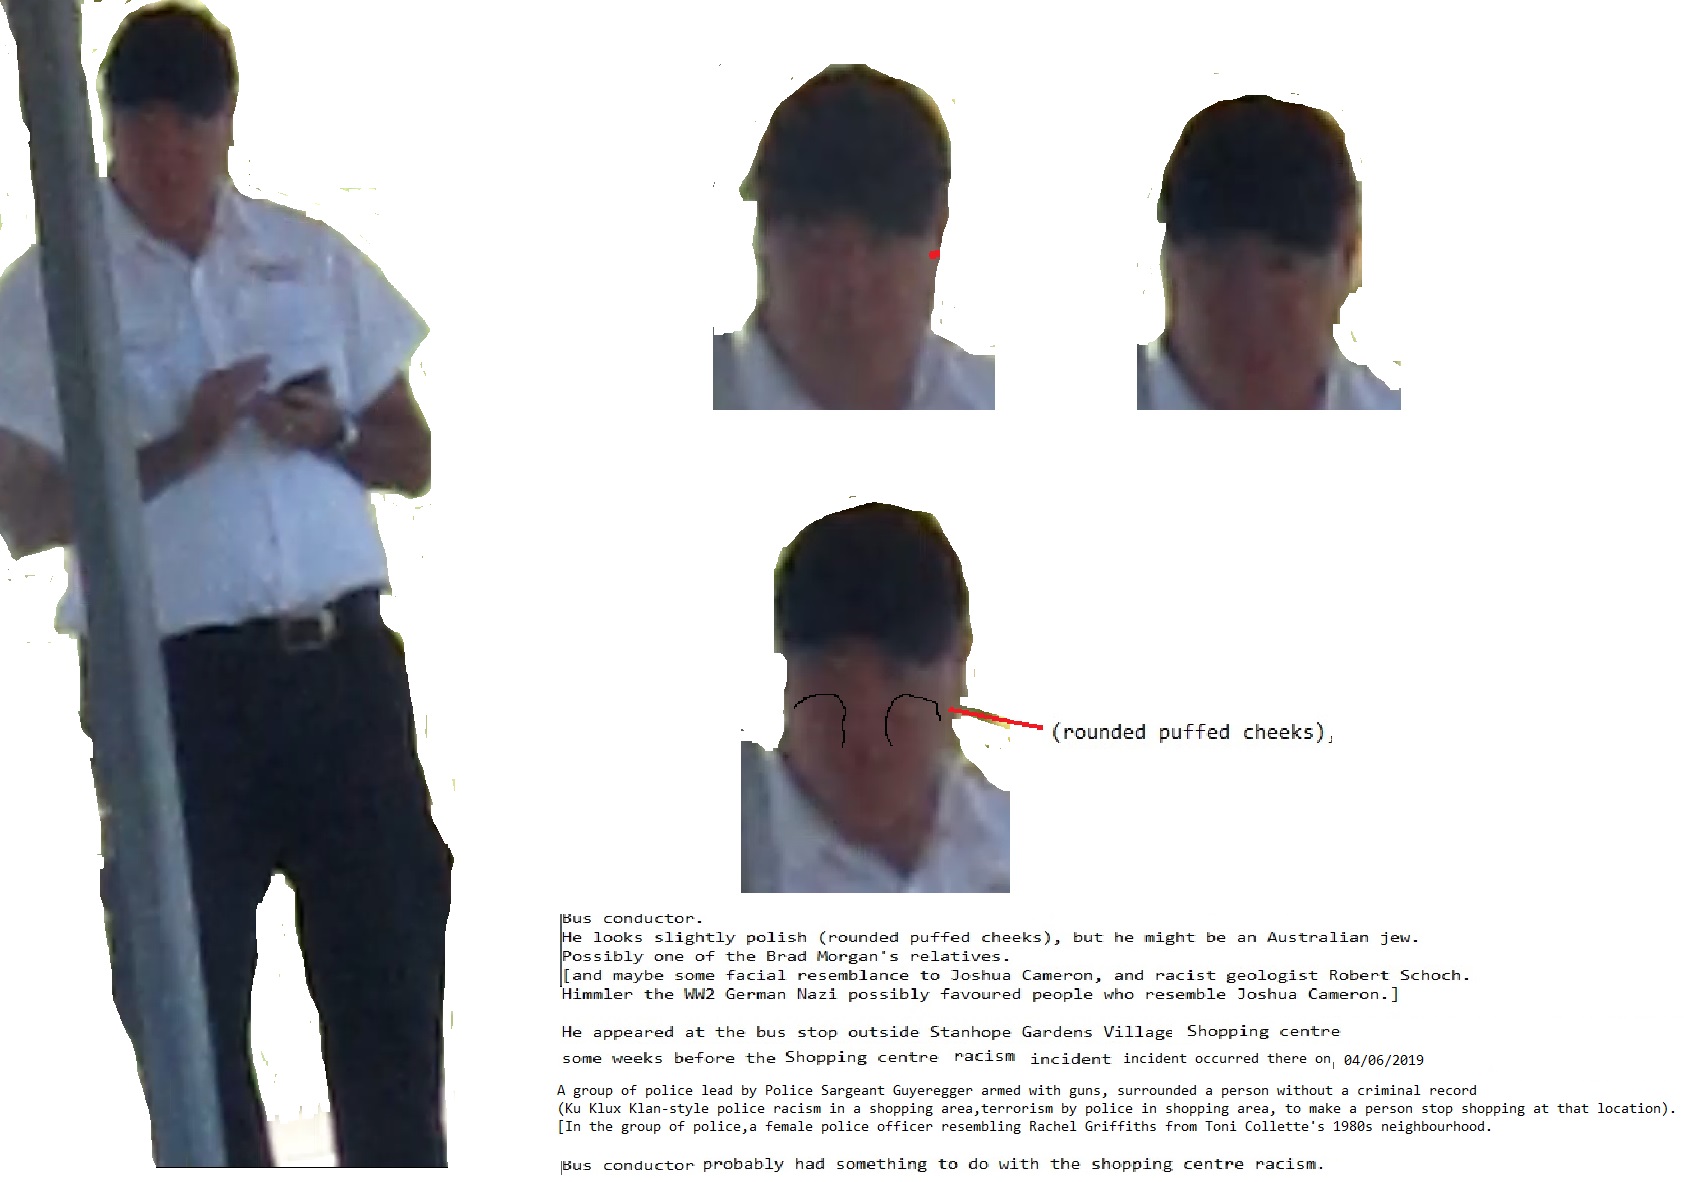 (rounded puffed cheeks),
Bus conductor.
He looks slightly polish (rounded puffed cheeks), but he might be an Australian jew.
Possibly one of the Brad Morgan's relatives.
[and maybe some facial resemblance to Joshua Cameron, and racist geologist Robert Schoch.
Himmler the WW2 German Nazi possibly favoured people who resemble Joshua Cameron.]
He appeared at the bus stop outside Stanhope Gardens Village Shopping centre
some weeks before the Shopping centre racism incident incident occurred there on, 04/06/2019
A group of police lead by Police Sargeant Guyeregger armed with guns, surrounded a person without a criminal record
(Ku Klux Klan-style police racism in a shopping area,terrorism by police in shopping area, to make a person stop shopping at that location).
[In the group of police,a female police officer resembling Rachel Griffiths from Toni Collette's 1980s neighbourhood.
Bus conductor probably had something to do with the shopping centre racism.